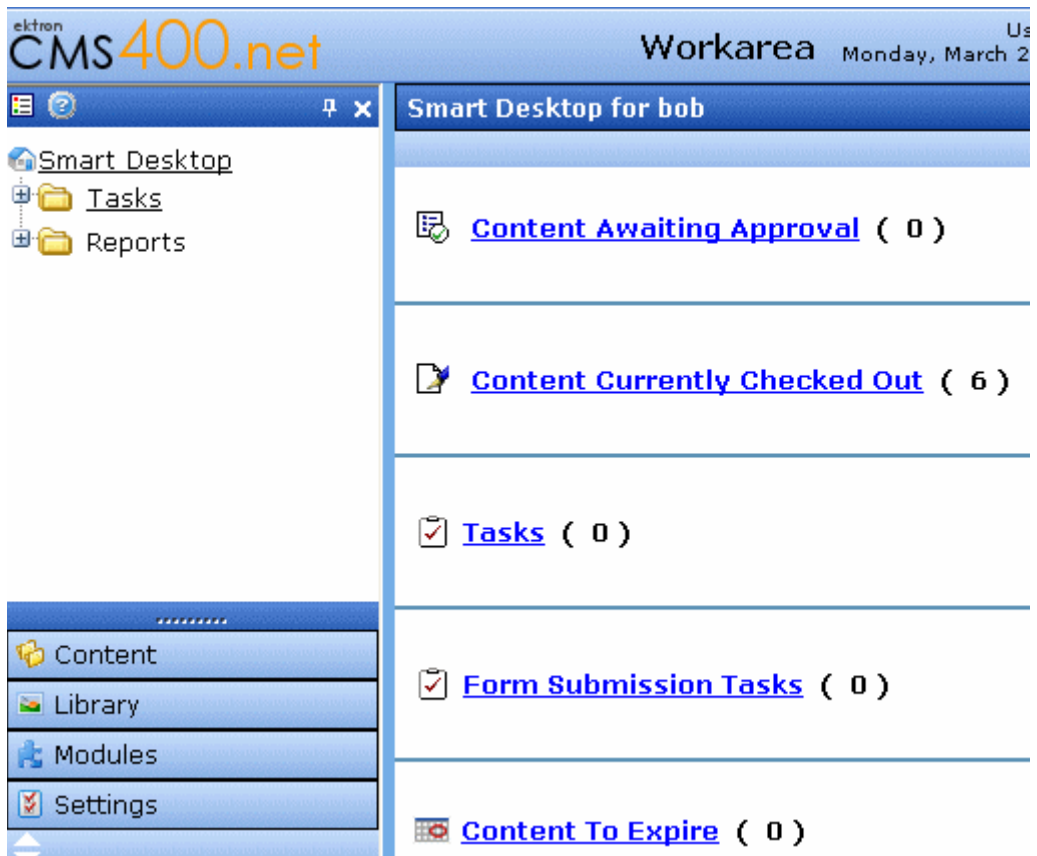 ektron
CMS400.net
Workarea
Us
Monday, March 2
Smart Desktop
Tasks
Reports
Content
Library
Modules
Settings
Smart Desktop for bob
Content Awaiting Approval ( 0 )
Content Currently Checked Out ( 6 )
Tasks ( 0 )
Form Submission Tasks ( 0 )
Content To Expire ( 0 )